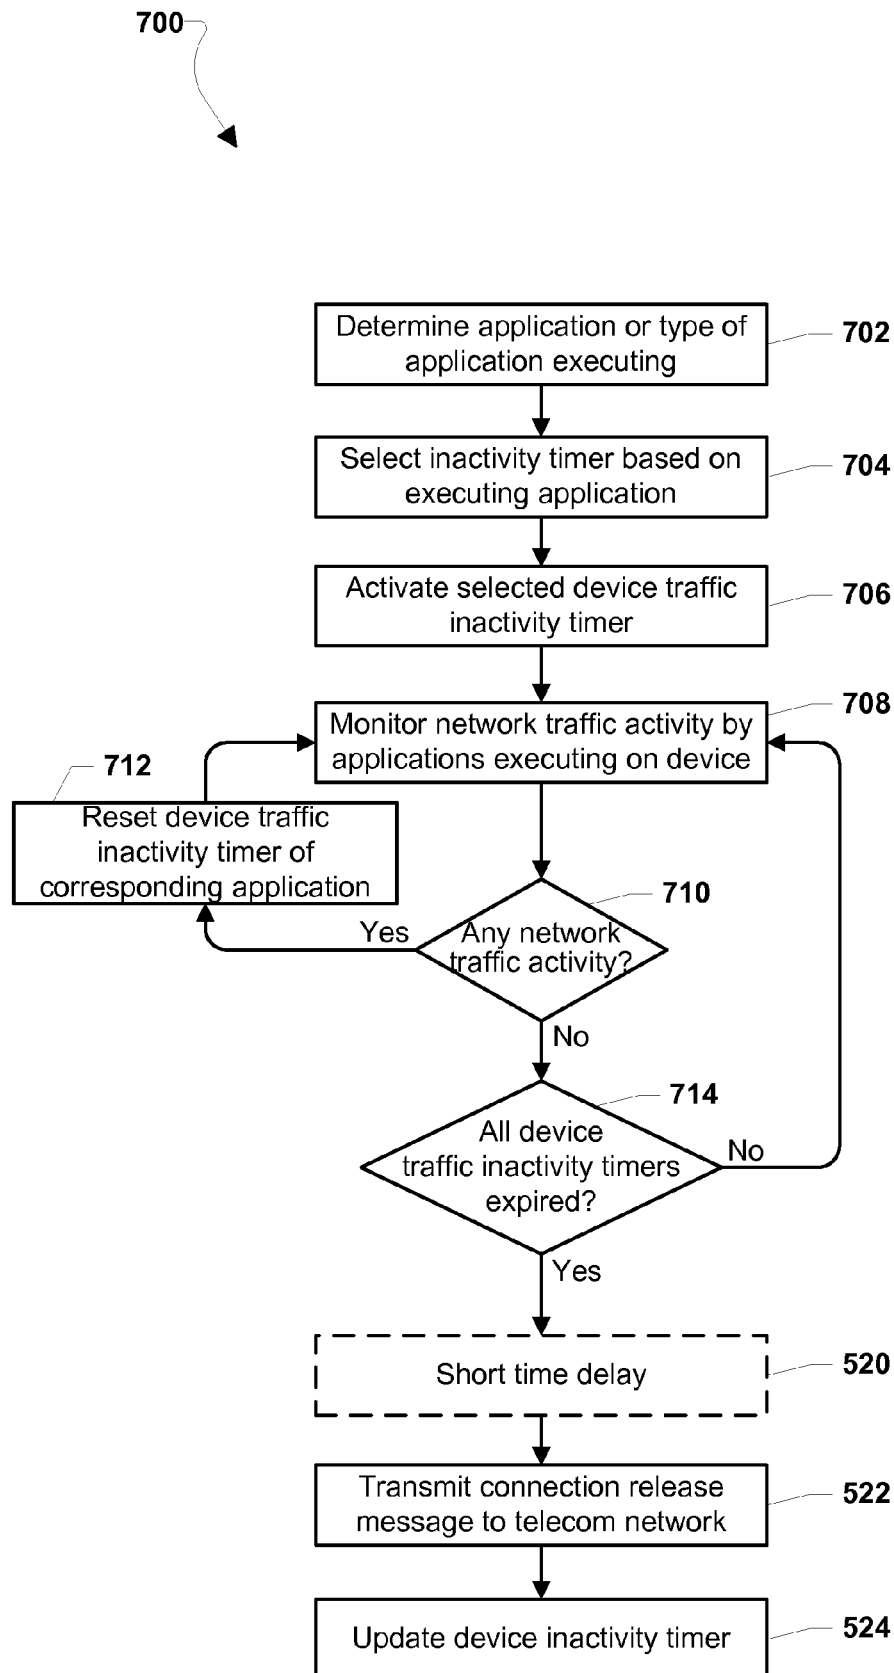 700
Determine application or type of
application executing
702
Select inactivity timer based on
executing application
704
Activate selected device traffic
inactivity timer
706
708
Monitor network traffic activity by
applications executing on device
712
Reset device traffic
inactivity timer of
corresponding application
710
Yes
Any network
traffic activity?
No
714
All device
traffic inactivity timers
expired?
No
Yes
Short time delay
520
Transmit connection release
message to telecom network
522
Update device inactivity timer
524